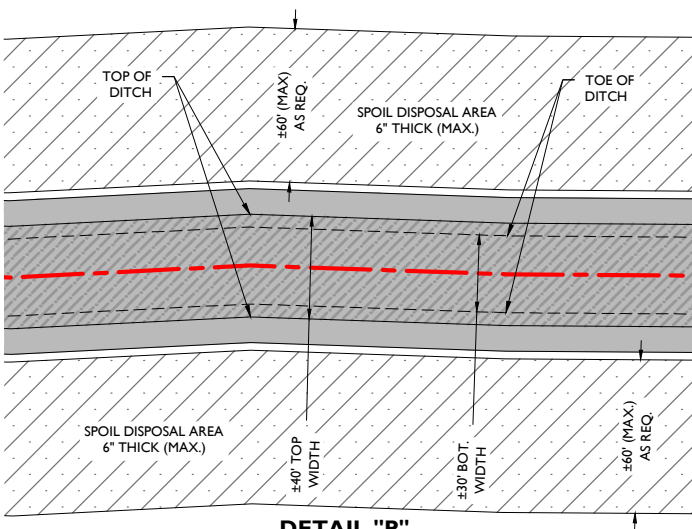 TOP OF
DITCH
±60' (MAX)
AS REQ.
SPOIL DISPOSAL AREA
6" THICK (MAX.)
TOE OF
DITCH
SPOIL DISPOSAL AREA
6" THICK (MAX.)
±40' TOP
WIDTH
±30' BOT.
WIDTH
±60' (MAX.)
AS REQ.
DETAIL "B"